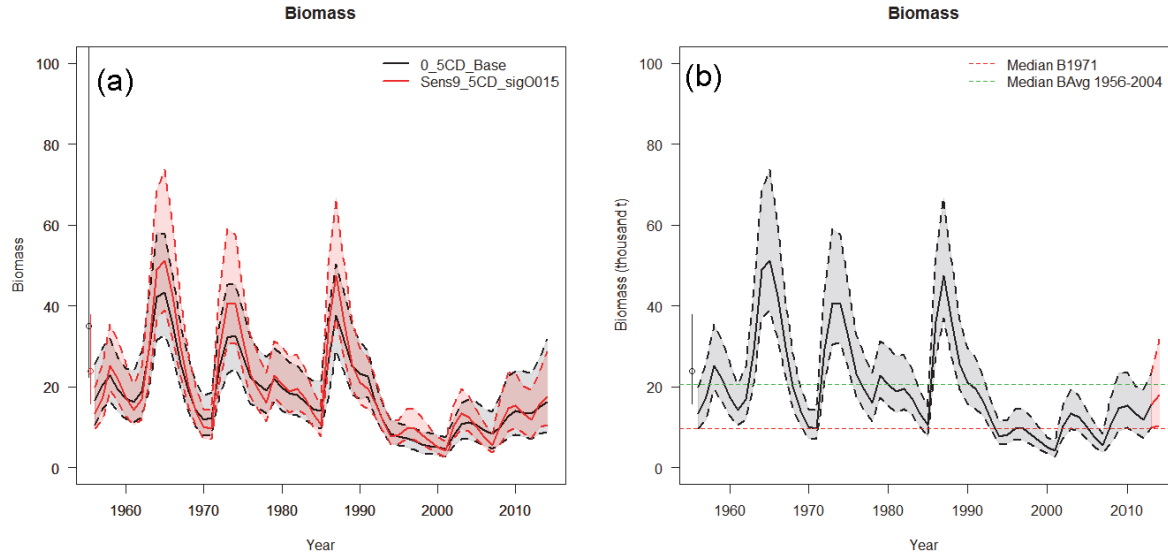 Biomass
(a)
0_5CD_Base
Sens9_5CD_sigO015
100
80
60
40
20
0
Biomass
1960 1970 1980 1990 2000 2010
Year
Biomass
(b)
Median B1971
Median BAvg 1956-2004
100
80
60
40
20
0
Biomass (thousand t)
1960 1970 1980 1990 2000 2010
Year